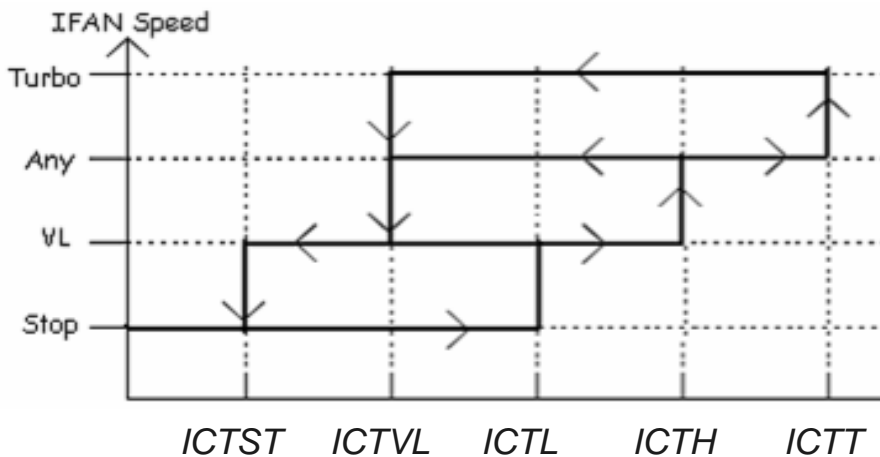 IFAN Speed
Turbo
Any
VL
Stop
ICTST ICTVL ICTL ICTH ICTT